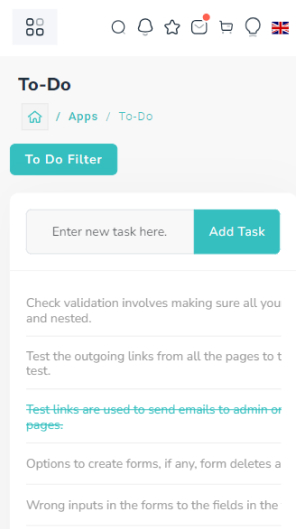 To-Do
/ Apps / To-Do
To Do Filter
Enter new task here. Add Task
Check validation involves making sure all you
and nested.
Test the outgoing links from all the pages to t
test.
Test links are used to send emails to admin or
pages.
Options to create forms, if any, form deletes a
Wrong inputs in the forms to the fields in the